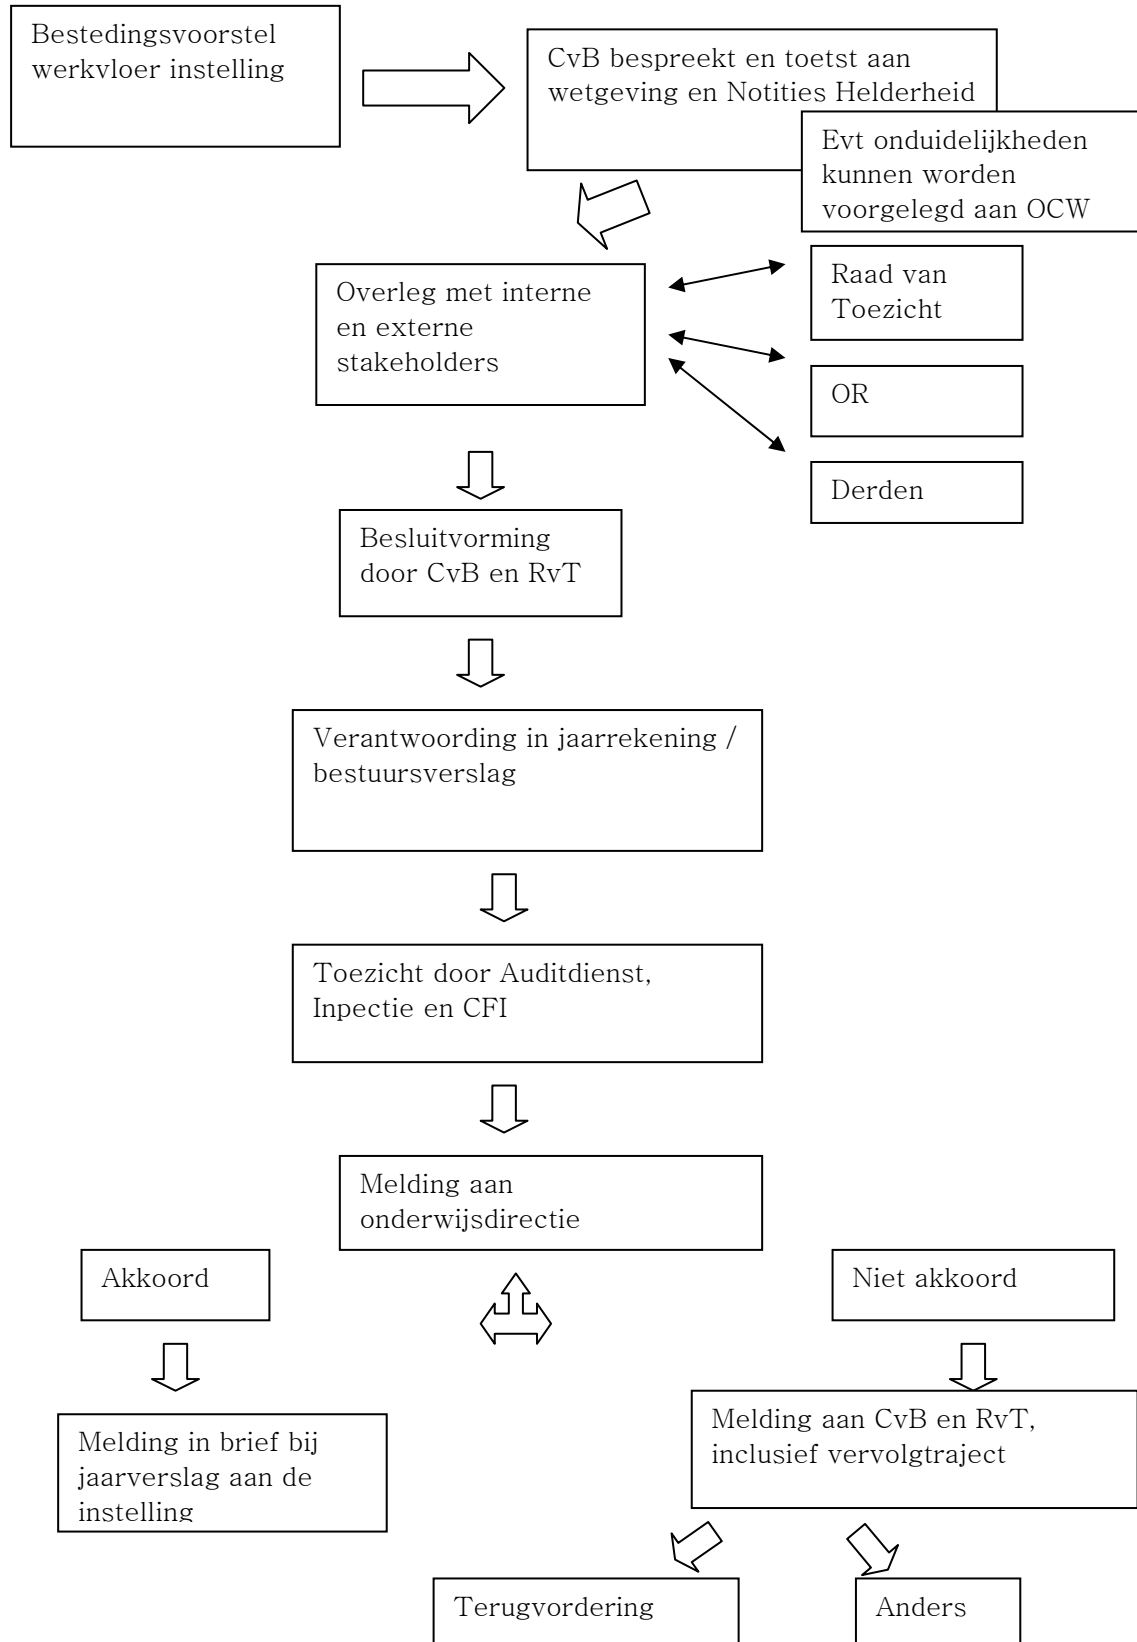 Bestedingsvoorstel
werkvloer instelling
CvB bespreekt en toetst aan
wetgeving en Notities Helderheid
Evt onduidelijkheden
kunnen worden
voorgelegd aan OCW
Overleg met interne
en externe
stakeholders
Raad van
Toezicht
OR
Derden
Besluitvorming
door CvB en RvT
Verantwoording in jaarrekening /
bestuursverslag
Toezicht door Auditdienst,
Inpectie en CFI
Melding aan
onderwijsdirectie
Akkoord
Niet akkoord
Melding in brief bij
jaarverslag aan de
instelling
Melding aan CvB en RvT,
inclusief vervolgtraject
Terugvordering
Anders